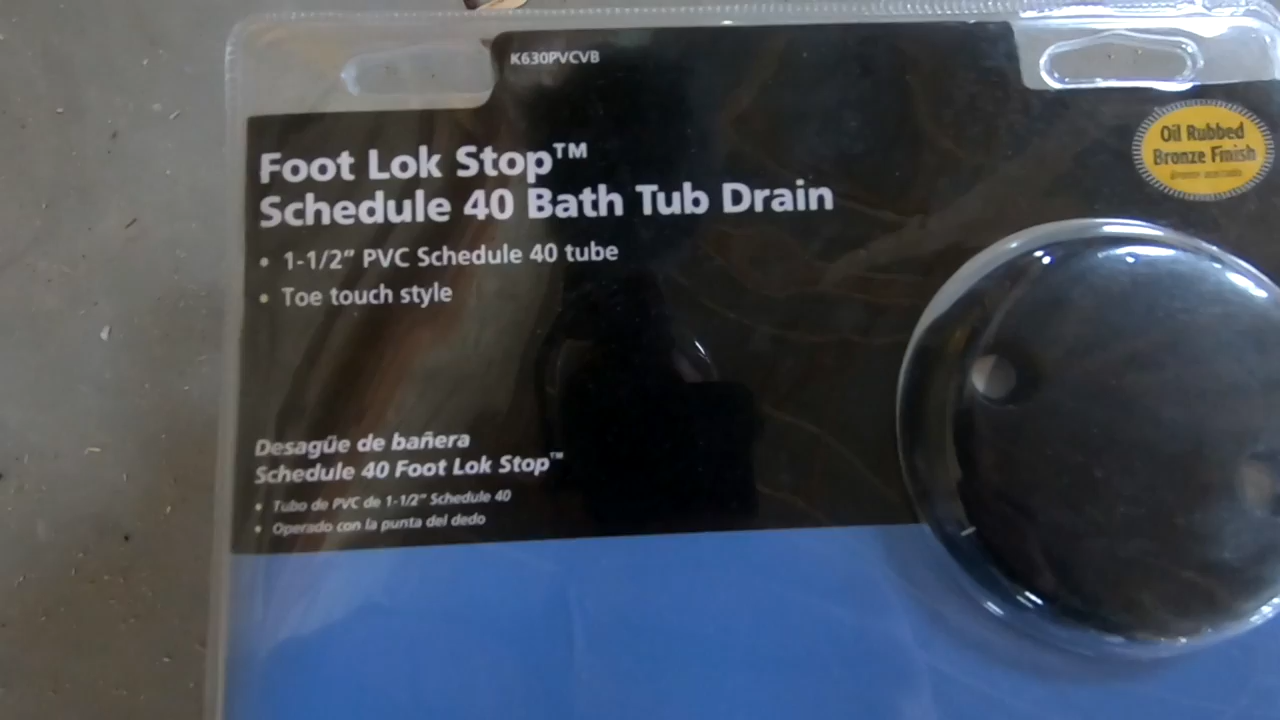 K630PVCVB
Oil Rubbed
Bronze Finish
Foot Lok Stop™
Schedule 40 Bath Tub Drain
• 1-1/2" PVC Schedule 40 tube
• Toe touch style
Desagüe de bañera
Schedule 40 Foot Lok Stop™
• Tubo de PVC de 1-1/2" Schedule 40
• Operado con la punta del dedo